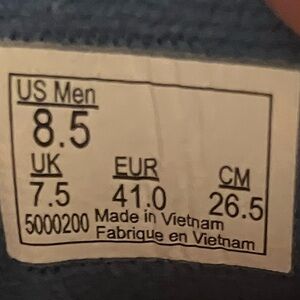 US Men
8.5
UK EUR CM
7.5 41.0 26.5
5000200 Made in Vietnam
Fabrique en Vietnam